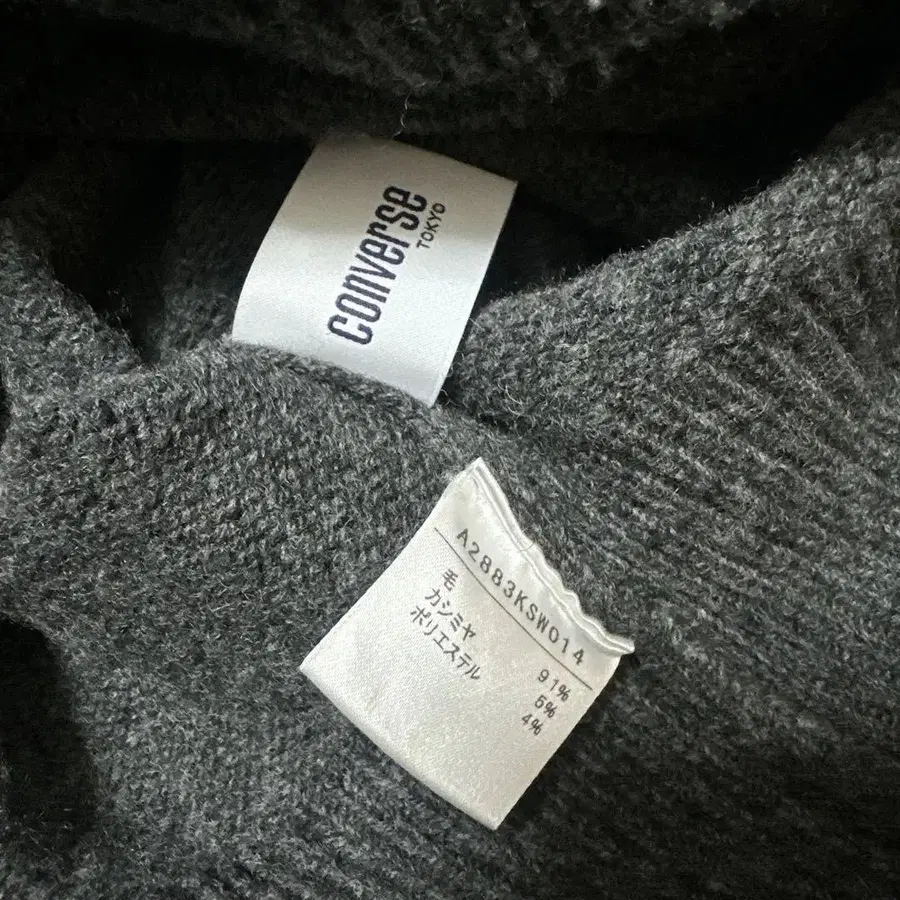 converse
TOKYO
A2883KSW014
毛 91%
カシミヤ 5%
ポリエステル 4%